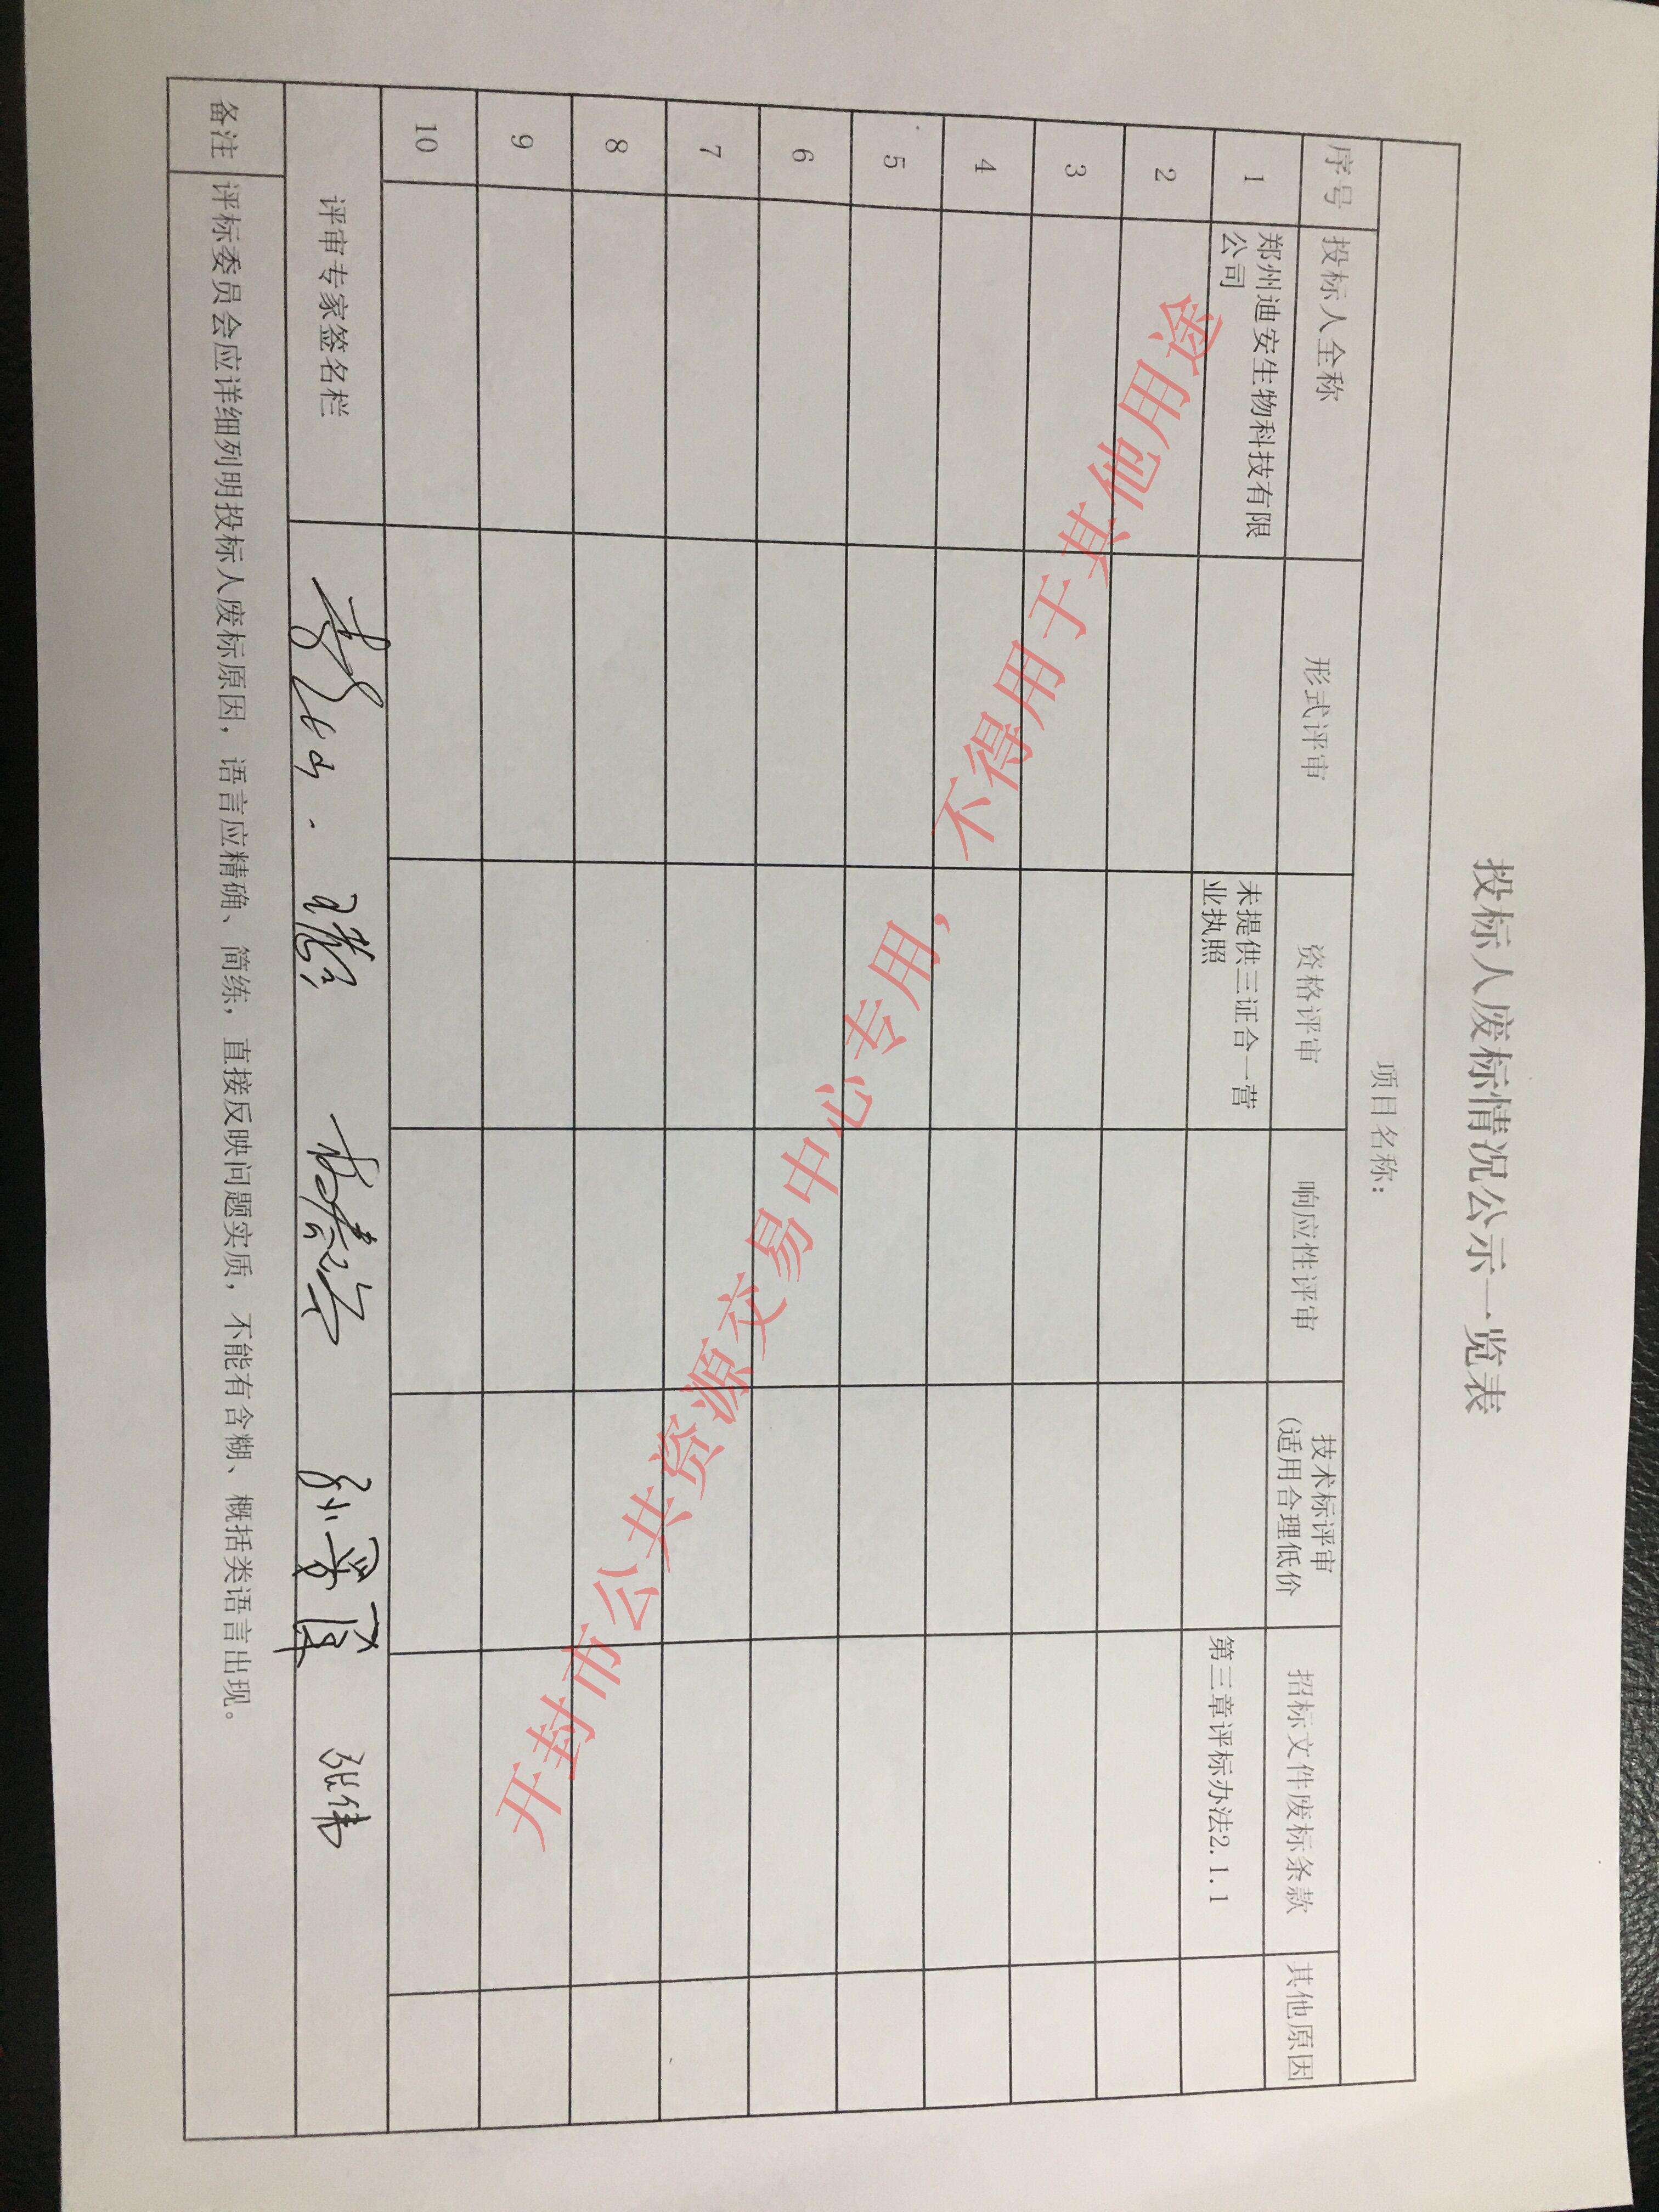 投标人废标情况公示一览表
项目名称：
序号 投标人全称 形式评审 资格评审 响应性评审 技术标评审 招标文件废标条款 其他原因
(适用合理低价
1 郑州迪安生物科技有限 未提供三证合一营 第三章评标办法2.1.1
公司 业执照
2
3
4
5
6
7
8
9
10
评审专家签名栏 张伟
备注 评标委员会应详细列明投标人废标原因，语言应精确、简练，直接反映问题实质，不能有含糊、概括类语言出现。
开封市公共资源交易中心专用，不得用于其他用途